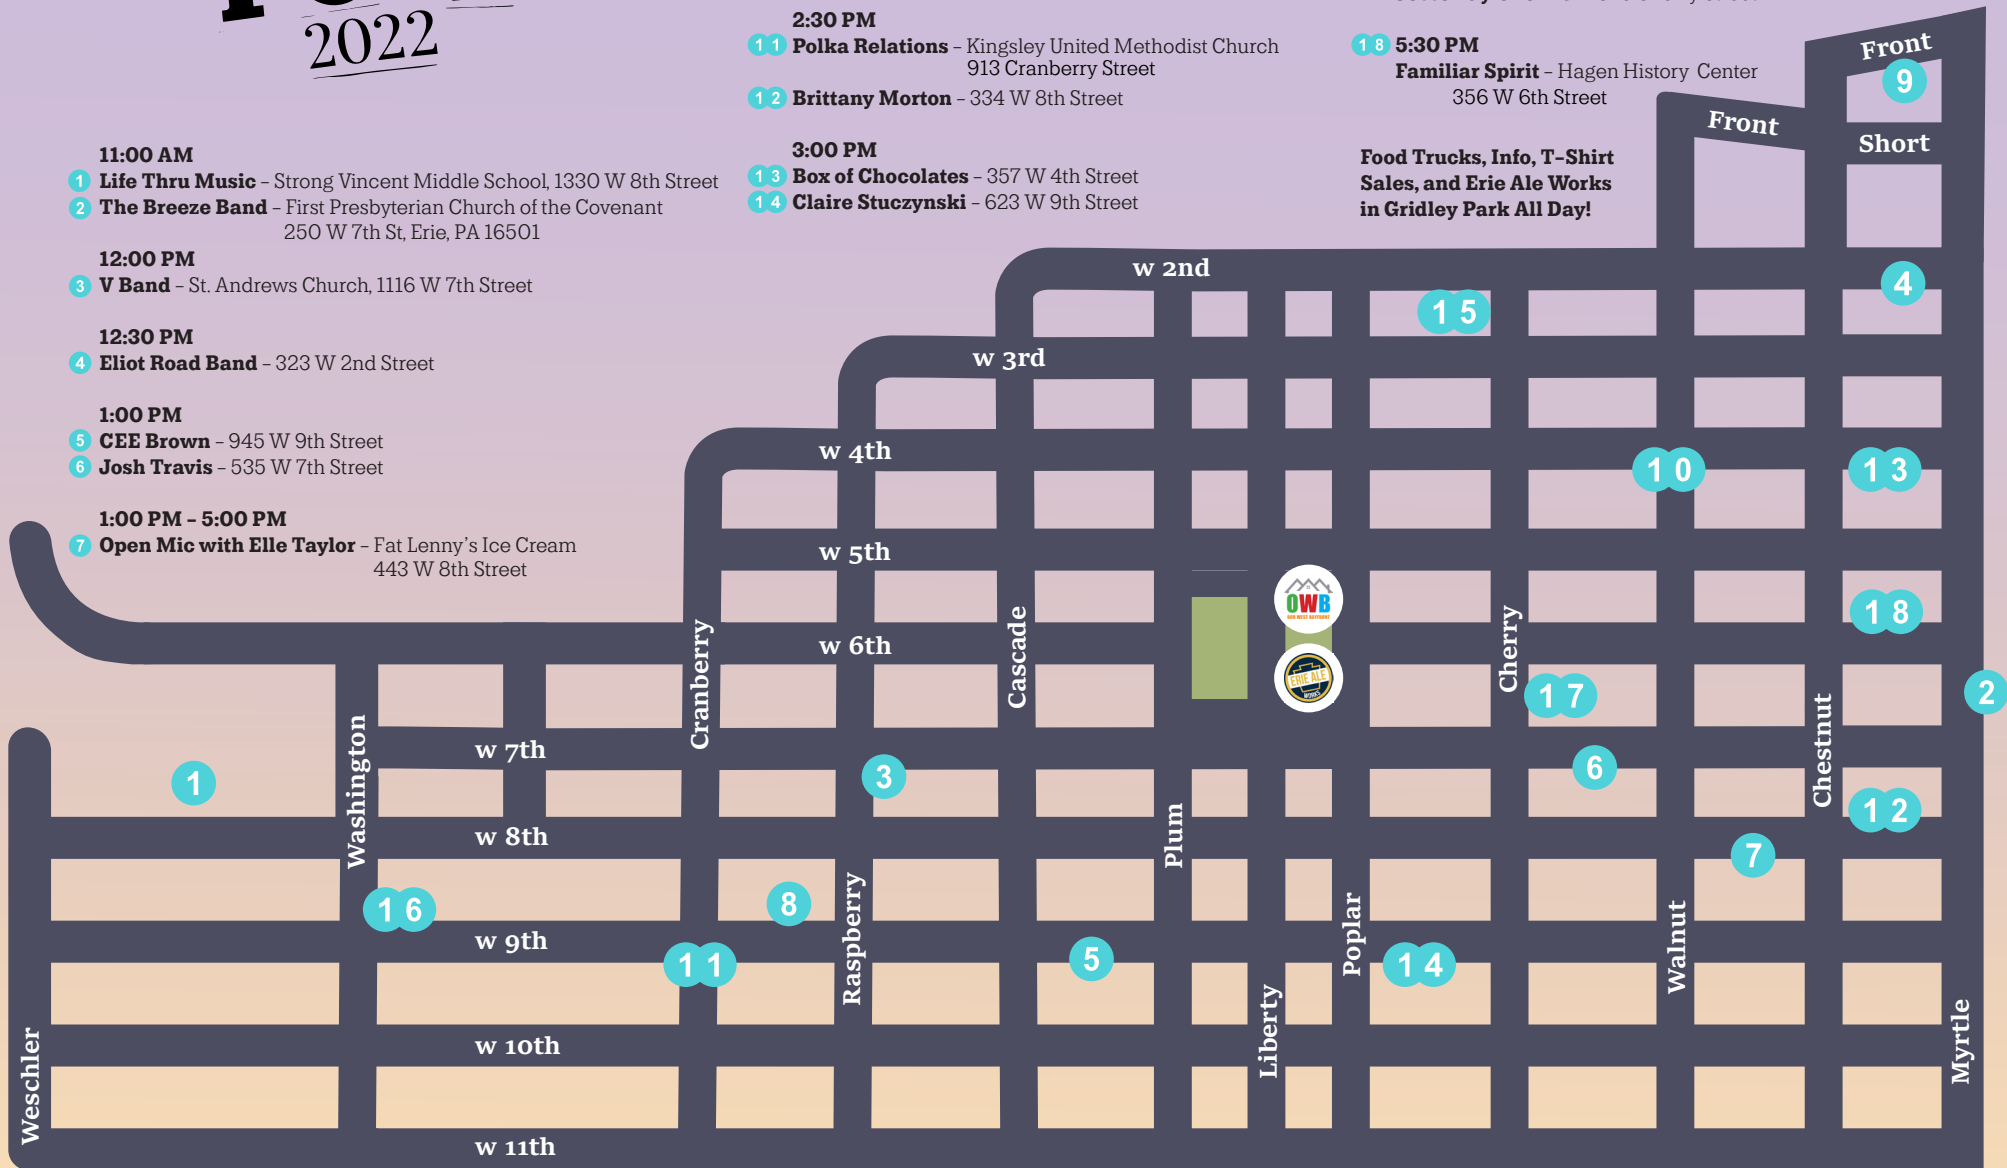 2022
11:00 AM
1 Life Thru Music – Strong Vincent Middle School, 1330 W 8th Street
2 The Breeze Band – First Presbyterian Church of the Covenant
250 W 7th St, Erie, PA 16501
12:00 PM
3 V Band – St. Andrews Church, 1116 W 7th Street
12:30 PM
4 Eliot Road Band – 323 W 2nd Street
1:00 PM
5 CEE Brown – 945 W 9th Street
6 Josh Travis – 535 W 7th Street
1:00 PM – 5:00 PM
7 Open Mic with Elle Taylor – Fat Lenny's Ice Cream
443 W 8th Street
2:30 PM
11 Polka Relations – Kingsley United Methodist Church
913 Cranberry Street
12 Brittany Morton – 334 W 8th Street
3:00 PM
13 Box of Chocolates – 357 W 4th Street
14 Claire Stuczynski – 623 W 9th Street
18 5:30 PM
Familiar Spirit – Hagen History Center
356 W 6th Street
Food Trucks, Info, T-Shirt
Sales, and Erie Ale Works
in Gridley Park All Day!
Front
9
Front
Short
w 2nd
4
15
w 3rd
w 4th
10
13
w 5th
OWB
OUR WEST BAYFRONT
18
w 6th
ERIE ALE
WORKS
Cranberry
Cascade
Cherry
17
2
w 7th
1
3
6
Washington
Chestnut
12
w 8th
Plum
7
16
8
Raspberry
Poplar
Walnut
w 9th
11
5
14
Liberty
w 10th
Weschler
Myrtle
w 11th